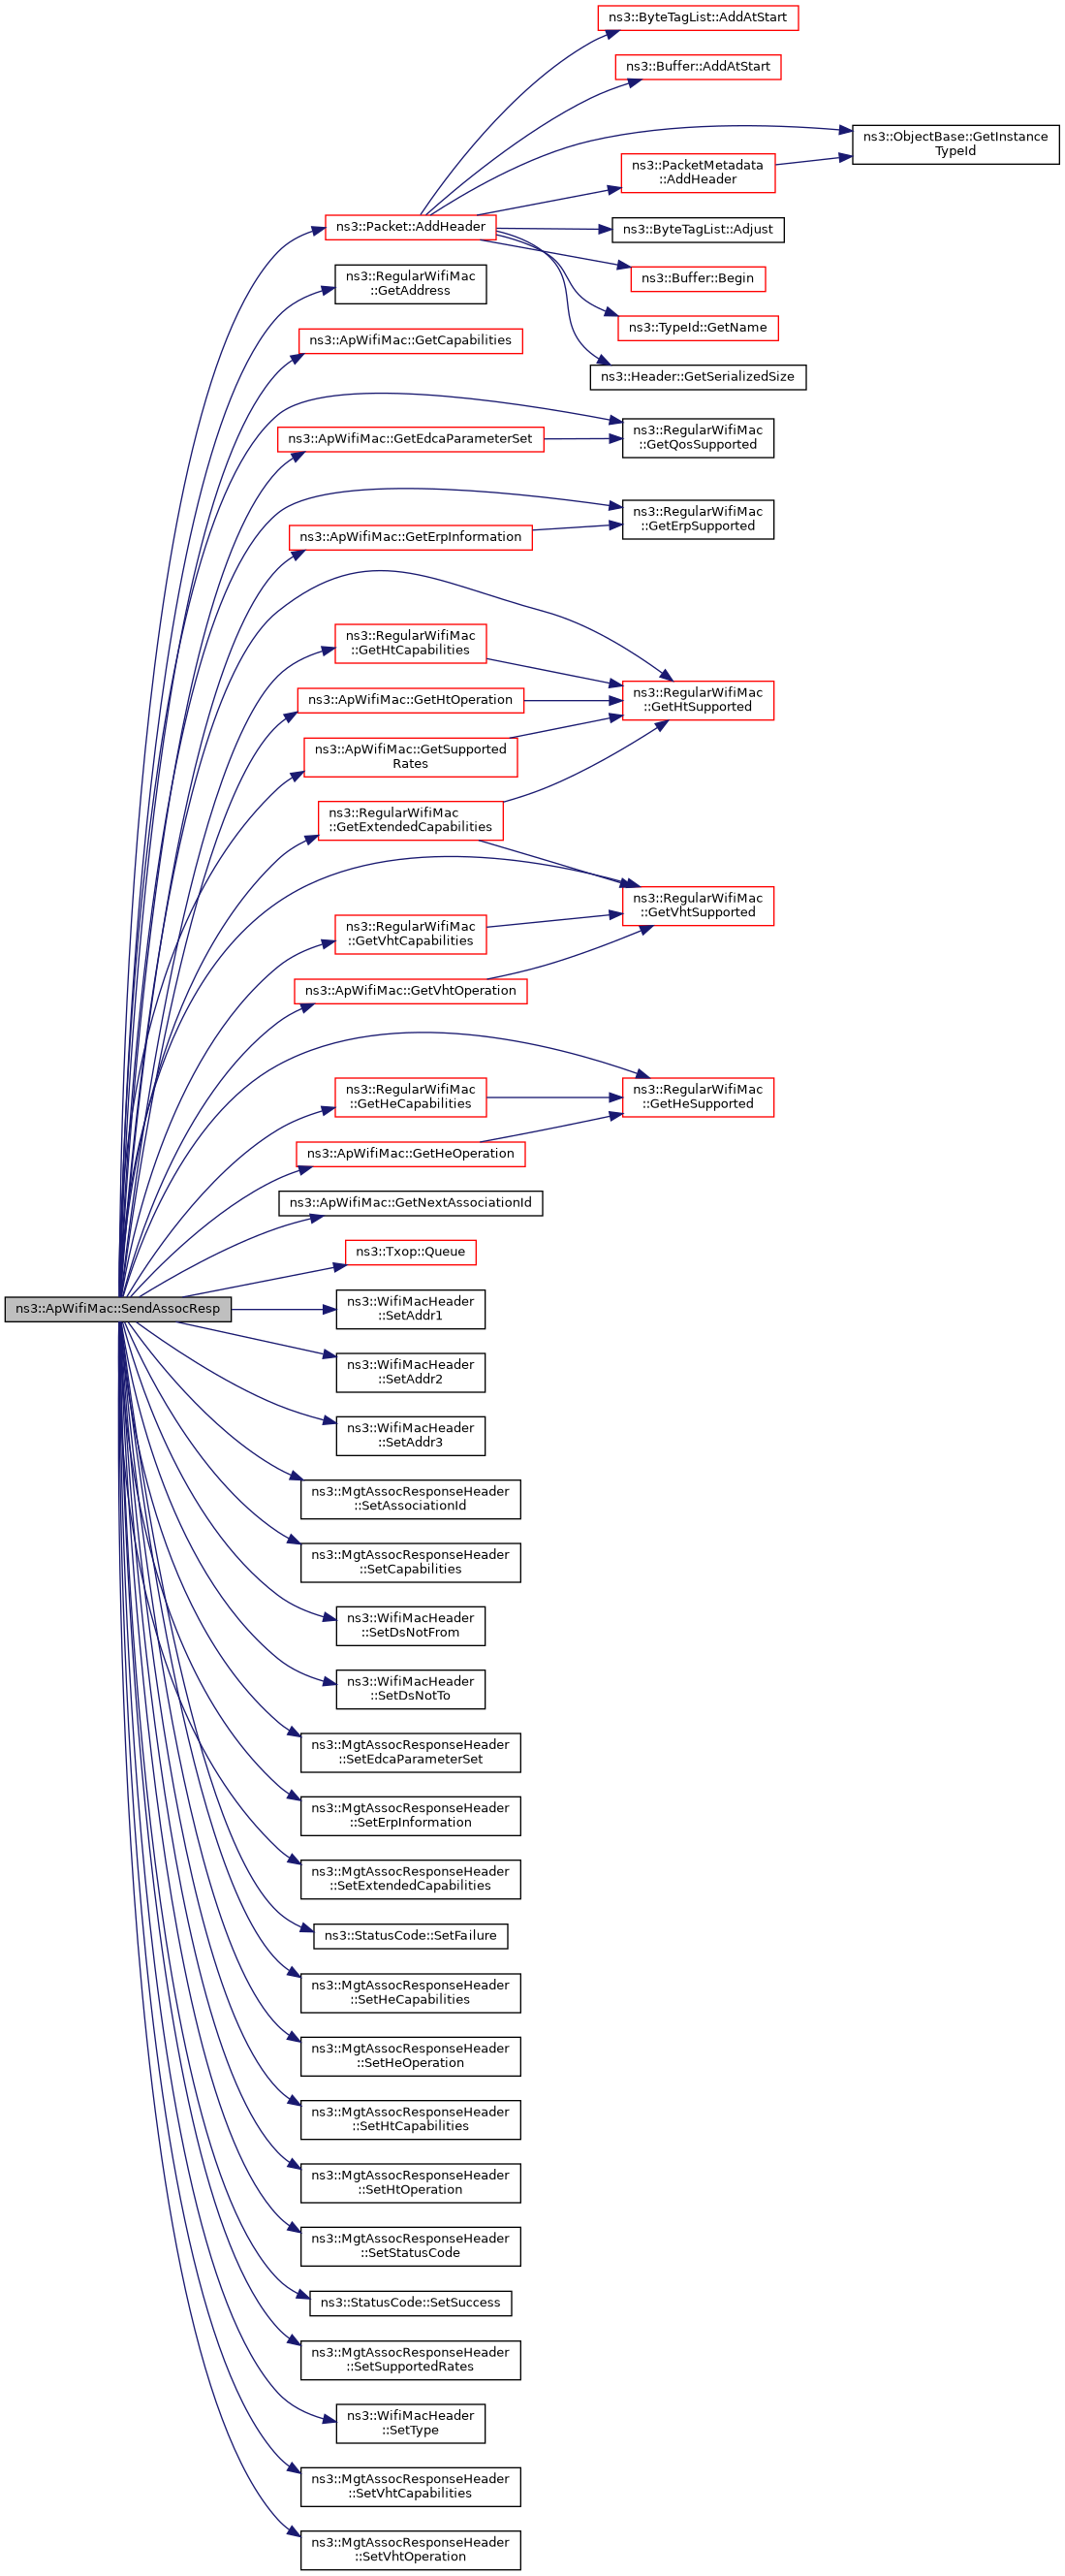 ns3::ByteTagList::AddAtStart
ns3::Buffer::AddAtStart
ns3::ObjectBase::GetInstance
TypeId
ns3::PacketMetadata
::AddHeader
ns3::Packet::AddHeader
ns3::ByteTagList::Adjust
ns3::Buffer::Begin
ns3::TypeId::GetName
ns3::Header::GetSerializedSize
ns3::RegularWifiMac
::GetAddress
ns3::ApWifiMac::GetCapabilities
ns3::ApWifiMac::GetEdcaParameterSet
ns3::RegularWifiMac
::GetQosSupported
ns3::RegularWifiMac
::GetErpSupported
ns3::ApWifiMac::GetErpInformation
ns3::RegularWifiMac
::GetHtCapabilities
ns3::ApWifiMac::GetHtOperation
ns3::RegularWifiMac
::GetHtSupported
ns3::ApWifiMac::GetSupported
Rates
ns3::RegularWifiMac
::GetExtendedCapabilities
ns3::RegularWifiMac
::GetVhtSupported
ns3::RegularWifiMac
::GetVhtCapabilities
ns3::ApWifiMac::GetVhtOperation
ns3::RegularWifiMac
::GetHeCapabilities
ns3::RegularWifiMac
::GetHeSupported
ns3::ApWifiMac::GetHeOperation
ns3::ApWifiMac::GetNextAssociationId
ns3::Txop::Queue
ns3::ApWifiMac::SendAssocResp
ns3::WifiMacHeader
::SetAddr1
ns3::WifiMacHeader
::SetAddr2
ns3::WifiMacHeader
::SetAddr3
ns3::MgtAssocResponseHeader
::SetAssociationId
ns3::MgtAssocResponseHeader
::SetCapabilities
ns3::WifiMacHeader
::SetDsNotFrom
ns3::WifiMacHeader
::SetDsNotTo
ns3::MgtAssocResponseHeader
::SetEdcaParameterSet
ns3::MgtAssocResponseHeader
::SetErpInformation
ns3::MgtAssocResponseHeader
::SetExtendedCapabilities
ns3::StatusCode::SetFailure
ns3::MgtAssocResponseHeader
::SetHeCapabilities
ns3::MgtAssocResponseHeader
::SetHeOperation
ns3::MgtAssocResponseHeader
::SetHtCapabilities
ns3::MgtAssocResponseHeader
::SetHtOperation
ns3::MgtAssocResponseHeader
::SetStatusCode
ns3::StatusCode::SetSuccess
ns3::MgtAssocResponseHeader
::SetSupportedRates
ns3::WifiMacHeader
::SetType
ns3::MgtAssocResponseHeader
::SetVhtCapabilities
ns3::MgtAssocResponseHeader
::SetVhtOperation